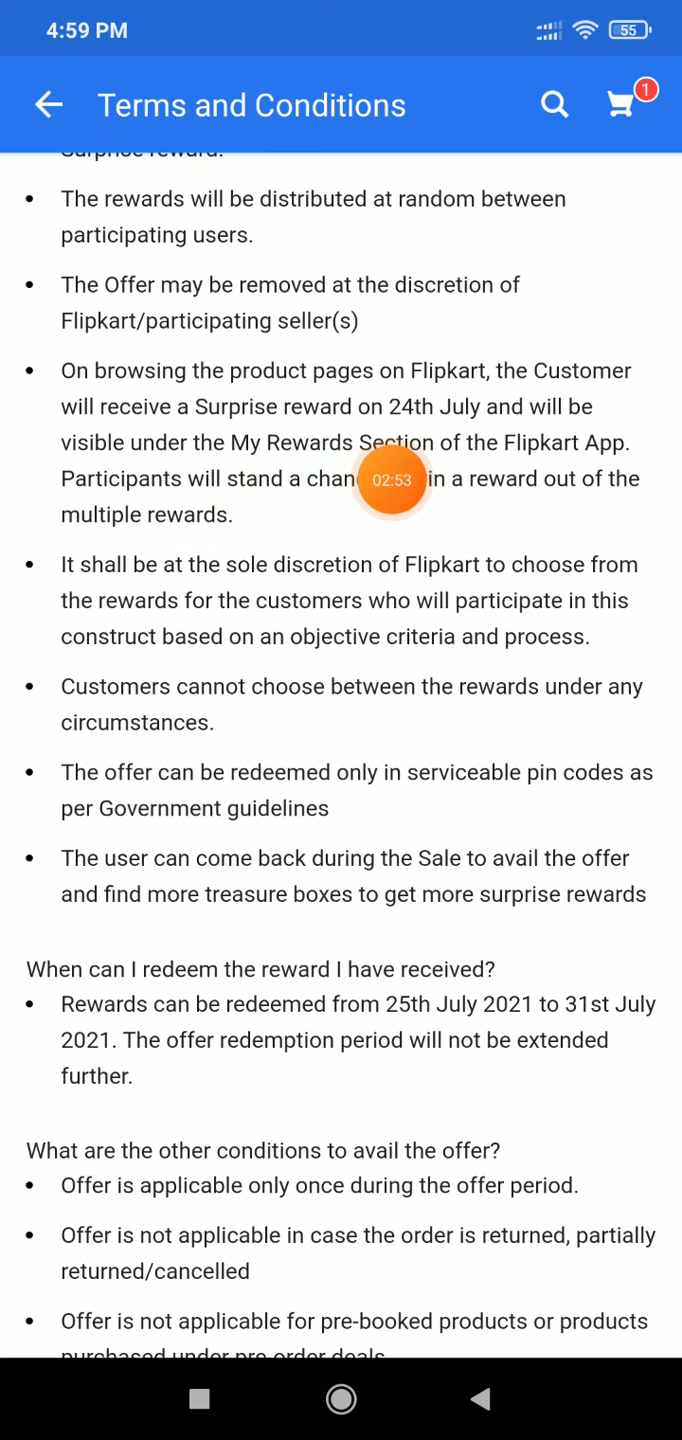 4:59 PM
55
Terms and Conditions
1
Surprise reward.
• The rewards will be distributed at random between
participating users.
• The Offer may be removed at the discretion of
Flipkart/participating seller(s)
• On browsing the product pages on Flipkart, the Customer
will receive a Surprise reward on 24th July and will be
visible under the My Rewards Section of the Flipkart App.
Participants will stand a chan 02:53 in a reward out of the
multiple rewards.
• It shall be at the sole discretion of Flipkart to choose from
the rewards for the customers who will participate in this
construct based on an objective criteria and process.
• Customers cannot choose between the rewards under any
circumstances.
• The offer can be redeemed only in serviceable pin codes as
per Government guidelines
• The user can come back during the Sale to avail the offer
and find more treasure boxes to get more surprise rewards
When can I redeem the reward I have received?
• Rewards can be redeemed from 25th July 2021 to 31st July
2021. The offer redemption period will not be extended
further.
What are the other conditions to avail the offer?
• Offer is applicable only once during the offer period.
• Offer is not applicable in case the order is returned, partially
returned/cancelled
• Offer is not applicable for pre-booked products or products
purchased under pre-order deals